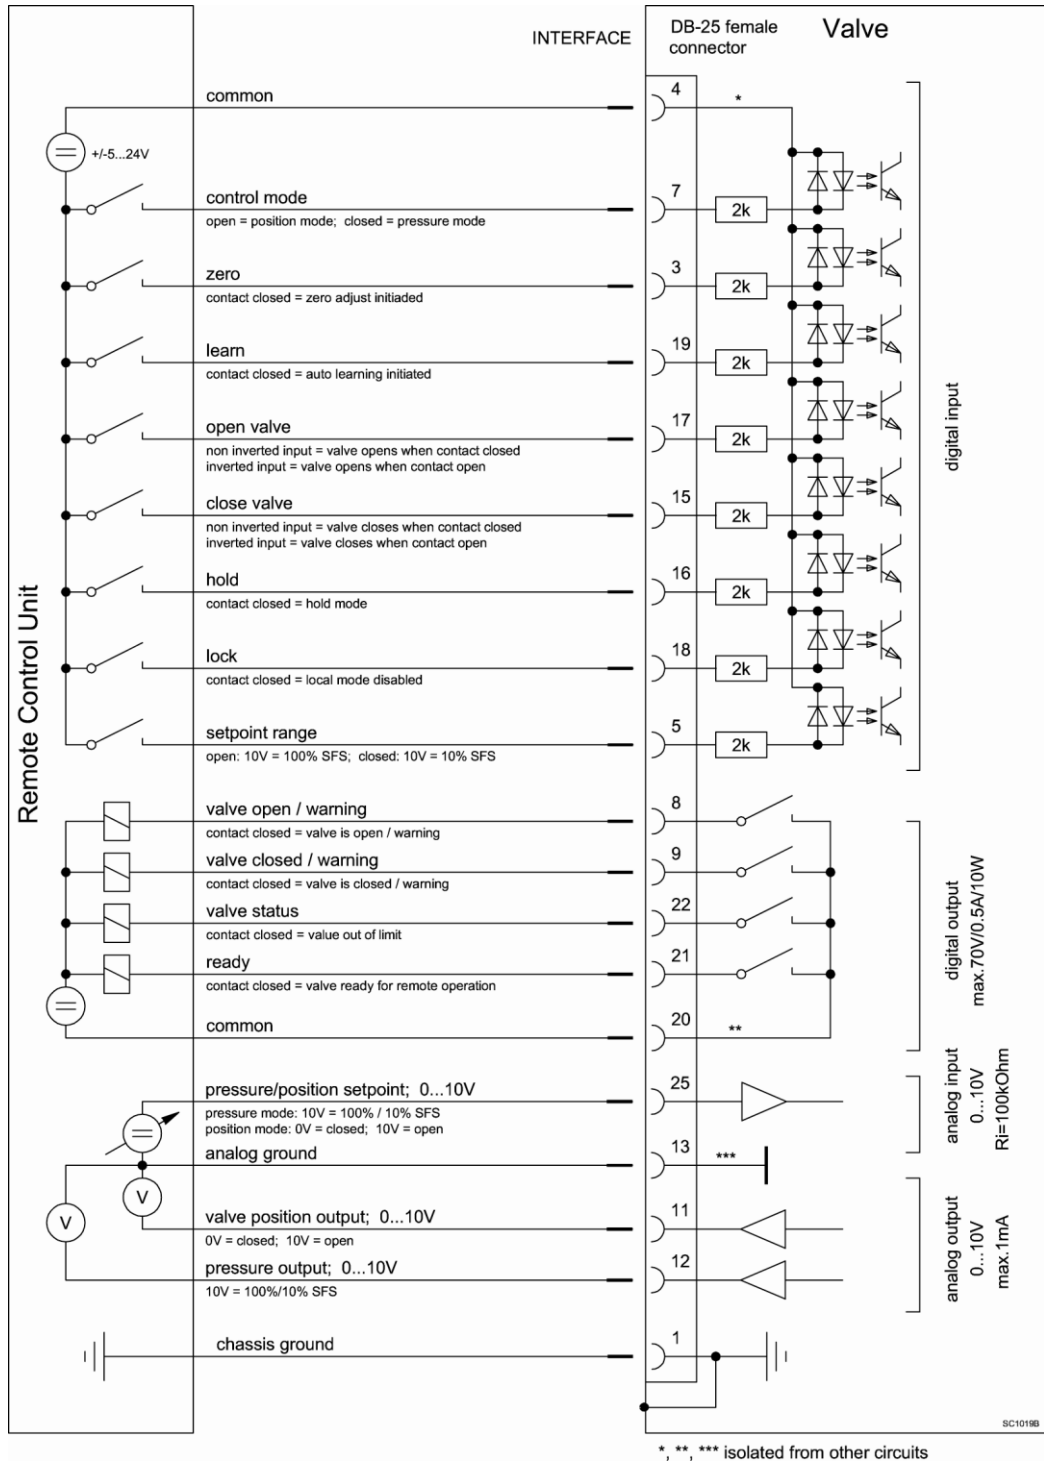 INTERFACE
DB-25 female
connector
Valve
Remote Control Unit
common
4
*
+/-5...24V
control mode
open = position mode; closed = pressure mode
7
2k
zero
contact closed = zero adjust initiaded
3
2k
learn
contact closed = auto learning initiated
19
2k
open valve
non inverted input = valve opens when contact closed
inverted input = valve opens when contact open
17
2k
close valve
non inverted input = valve closes when contact closed
inverted input = valve closes when contact open
15
2k
hold
contact closed = hold mode
16
2k
lock
contact closed = local mode disabled
18
2k
setpoint range
open: 10V = 100% SFS; closed: 10V = 10% SFS
5
2k
digital input
valve open / warning
contact closed = valve is open / warning
8
valve closed / warning
contact closed = valve is closed / warning
9
valve status
contact closed = value out of limit
22
ready
contact closed = valve ready for remote operation
21
common
20
**
digital output
max.70V/0.5A/10W
pressure/position setpoint; 0...10V
pressure mode: 10V = 100% / 10% SFS
position mode: 0V = closed; 10V = open
25
analog ground
13
***
analog input
0...10V
Ri=100kOhm
V
V
valve position output; 0...10V
0V = closed; 10V = open
11
pressure output; 0...10V
10V = 100%/10% SFS
12
analog output
0...10V
max.1mA
chassis ground
1
SC1019B
*, **, *** isolated from other circuits